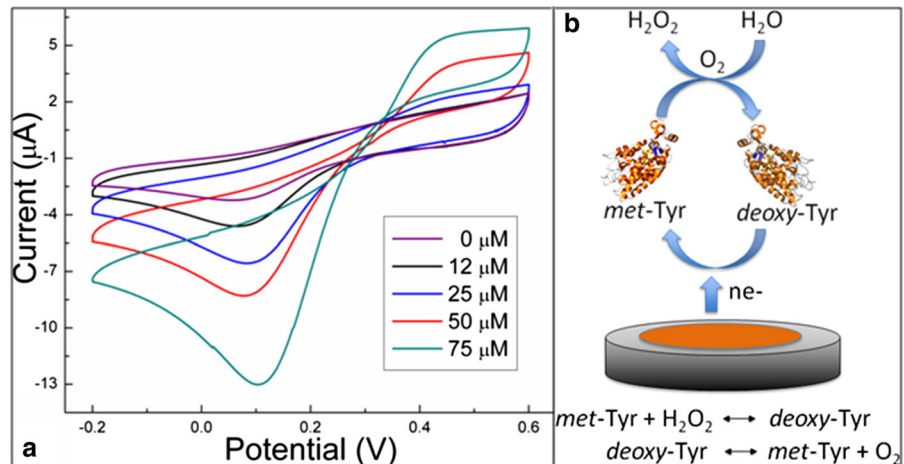 a
Current (μA)
5
2
-1
-4
-7
-10
-13
0 μM
12 μM
25 μM
50 μM
75 μM
-0.2
0.0
0.2
0.4
0.6
Potential (V)
b
H₂O₂
H₂O
O₂
met-Tyr
deoxy-Tyr
ne-
met-Tyr + H₂O₂ ↔ deoxy-Tyr
deoxy-Tyr ↔ met-Tyr + O₂